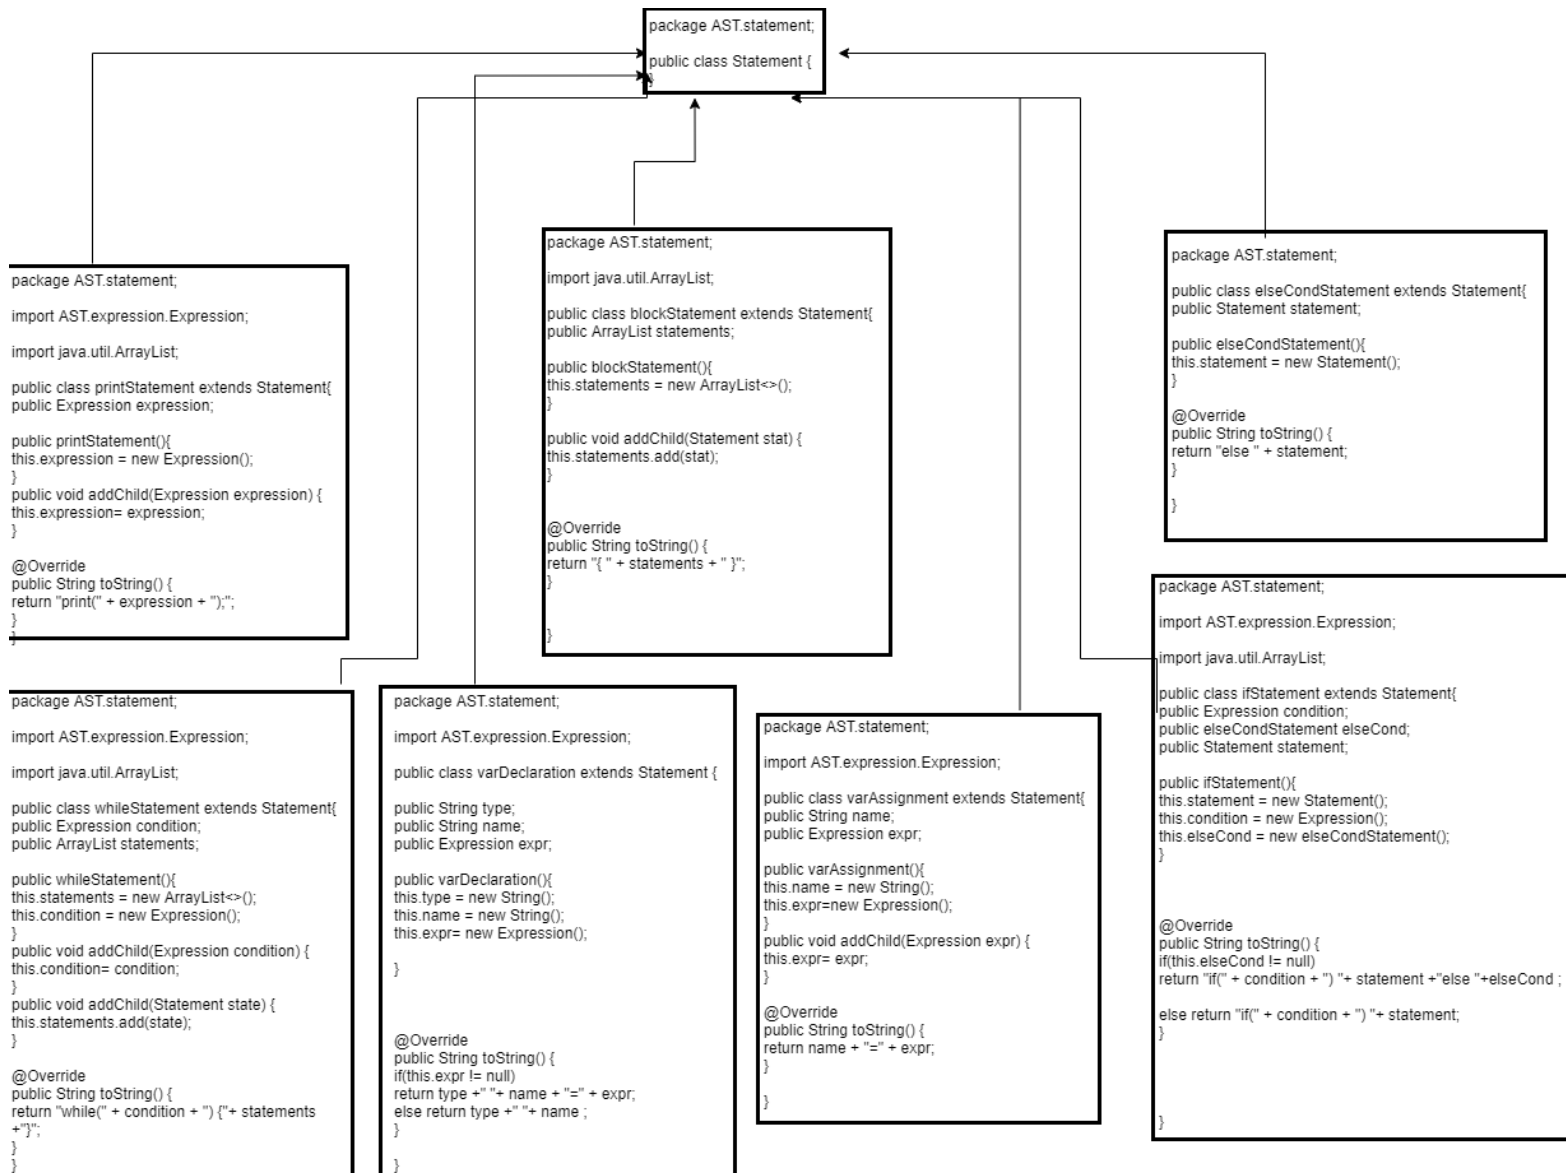 package AST.statement;
public class Statement {
}
package AST.statement;
import AST.expression.Expression;
import java.util.ArrayList;
public class printStatement extends Statement{
public Expression expression;
public printStatement(){
this.expression = new Expression();
}
public void addChild(Expression expression) {
this.expression= expression;
}
@Override
public String toString() {
return "print(" + expression + ");";
}
}
package AST.statement;
import java.util.ArrayList;
public class blockStatement extends Statement{
public ArrayList statements;
public blockStatement(){
this.statements = new ArrayList<>();
}
public void addChild(Statement stat) {
this.statements.add(stat);
}
@Override
public String toString() {
return "{ " + statements + " }";
}
}
package AST.statement;
public class elseCondStatement extends Statement{
public Statement statement;
public elseCondStatement(){
this.statement = new Statement();
}
@Override
public String toString() {
return "else " + statement;
}
}
package AST.statement;
import AST.expression.Expression;
import java.util.ArrayList;
public class whileStatement extends Statement{
public Expression condition;
public ArrayList statements;
public whileStatement(){
this.statements = new ArrayList<>();
this.condition = new Expression();
}
public void addChild(Expression condition) {
this.condition= condition;
}
public void addChild(Statement state) {
this.statements.add(state);
}
@Override
public String toString() {
return "while(" + condition + ") {"+ statements
+"}";
}
}
package AST.statement;
import AST.expression.Expression;
public class varDeclaration extends Statement {
public String type;
public String name;
public Expression expr;
public varDeclaration(){
this.type = new String();
this.name = new String();
this.expr= new Expression();
}
@Override
public String toString() {
if(this.expr != null)
return type +" "+ name + "=" + expr;
else return type +" "+ name ;
}
}
package AST.statement;
import AST.expression.Expression;
public class varAssignment extends Statement{
public String name;
public Expression expr;
public varAssignment(){
this.name = new String();
this.expr=new Expression();
}
public void addChild(Expression expr) {
this.expr= expr;
}
@Override
public String toString() {
return name + "=" + expr;
}
}
package AST.statement;
import AST.expression.Expression;
import java.util.ArrayList;
public class ifStatement extends Statement{
public Expression condition;
public elseCondStatement elseCond;
public Statement statement;
public ifStatement(){
this.statement = new Statement();
this.condition = new Expression();
this.elseCond = new elseCondStatement();
}
@Override
public String toString() {
if(this.elseCond != null)
return "if(" + condition + ") "+ statement +"else "+elseCond ;
else return "if(" + condition + ") "+ statement;
}
}